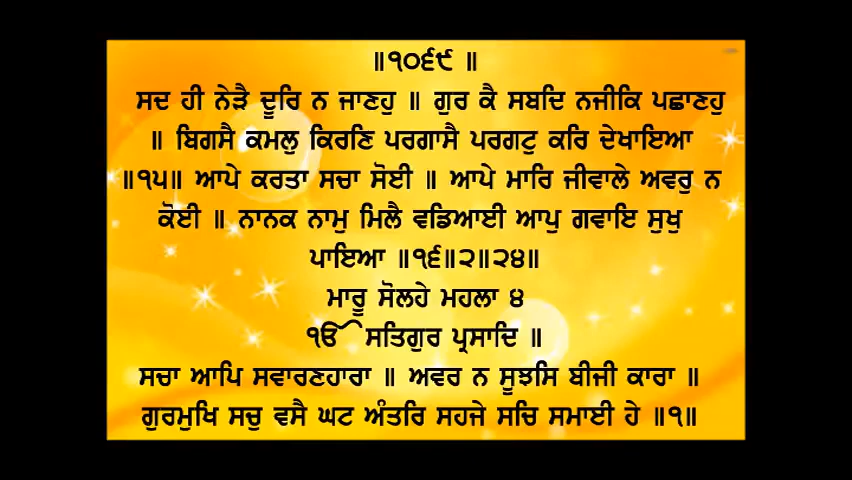 ॥੧੦੬੯ ॥
ਸਦ ਹੀ ਨੇੜੈ ਦੂਰਿ ਨ ਜਾਣਹੁ ॥ ਗੁਰ ਕੈ ਸਬਦਿ ਨਜੀਕਿ ਪਛਾਣਹੁ
॥ ਬਿਗਸੈ ਕਮਲੁ ਕਿਰਣਿ ਪਰਗਾਸੈ ਪਰਗਟੁ ਕਰਿ ਦੇਖਾਇਆ
॥੧੫॥ ਆਪੇ ਕਰਤਾ ਸਚਾ ਸੋਈ ॥ ਆਪੇ ਮਾਰਿ ਜੀਵਾਲੇ ਅਵਰੁ ਨ
ਕੋਈ ॥ ਨਾਨਕ ਨਾਮੁ ਮਿਲੈ ਵਡਿਆਈ ਆਪੁ ਗਵਾਇ ਸੁਖੁ
ਪਾਇਆ ॥੧੬॥੨॥੨੪॥
ਮਾਰੂ ਸੋਲਹੇ ਮਹਲਾ ੪
ੴ ਸਤਿਗੁਰ ਪ੍ਰਸਾਦਿ ॥
ਸਚਾ ਆਪਿ ਸਵਾਰਣਹਾਰਾ ॥ ਅਵਰ ਨ ਸੂਝਸਿ ਬੀਜੀ ਕਾਰਾ ॥
ਗੁਰਮੁਖਿ ਸਚੁ ਵਸੈ ਘਟ ਅੰਤਰਿ ਸਹਜੇ ਸਚਿ ਸਮਾਈ ਹੇ ॥੧॥